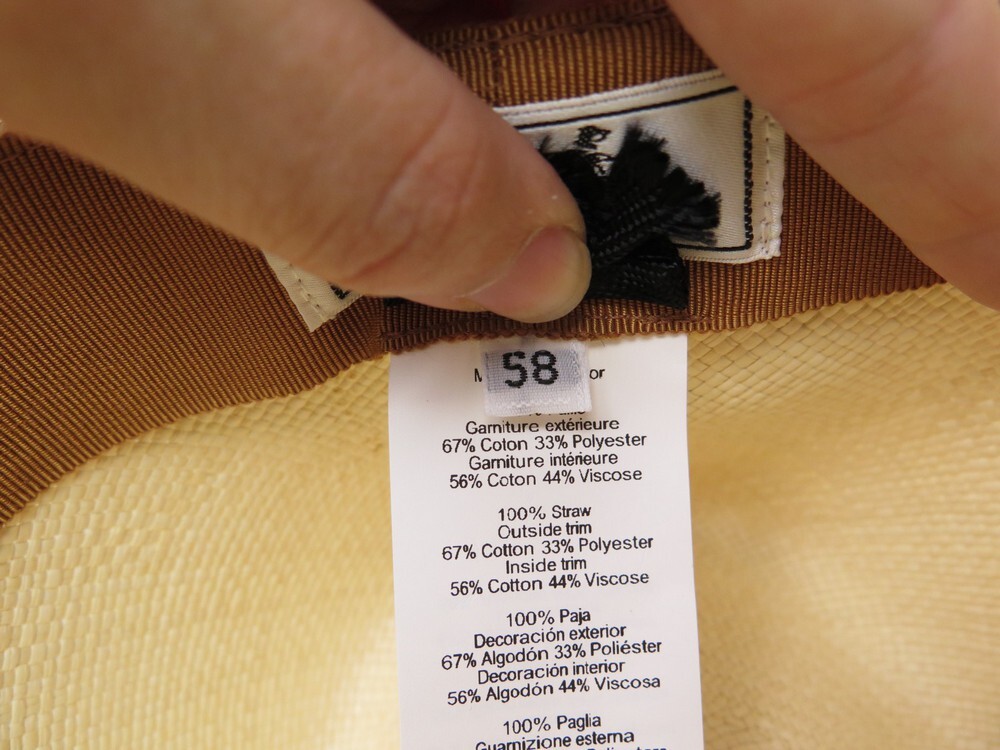 58
Garniture extérieure
67% Coton 33% Polyester
Garniture intérieure
56% Coton 44% Viscose
100% Straw
Outside trim
67% Cotton 33% Polyester
Inside trim
56% Cotton 44% Viscose
100% Paja
Decoración exterior
67% Algodón 33% Poliéster
Decoración interior
56% Algodón 44% Viscosa
100% Paglia
Guarnizione esterna